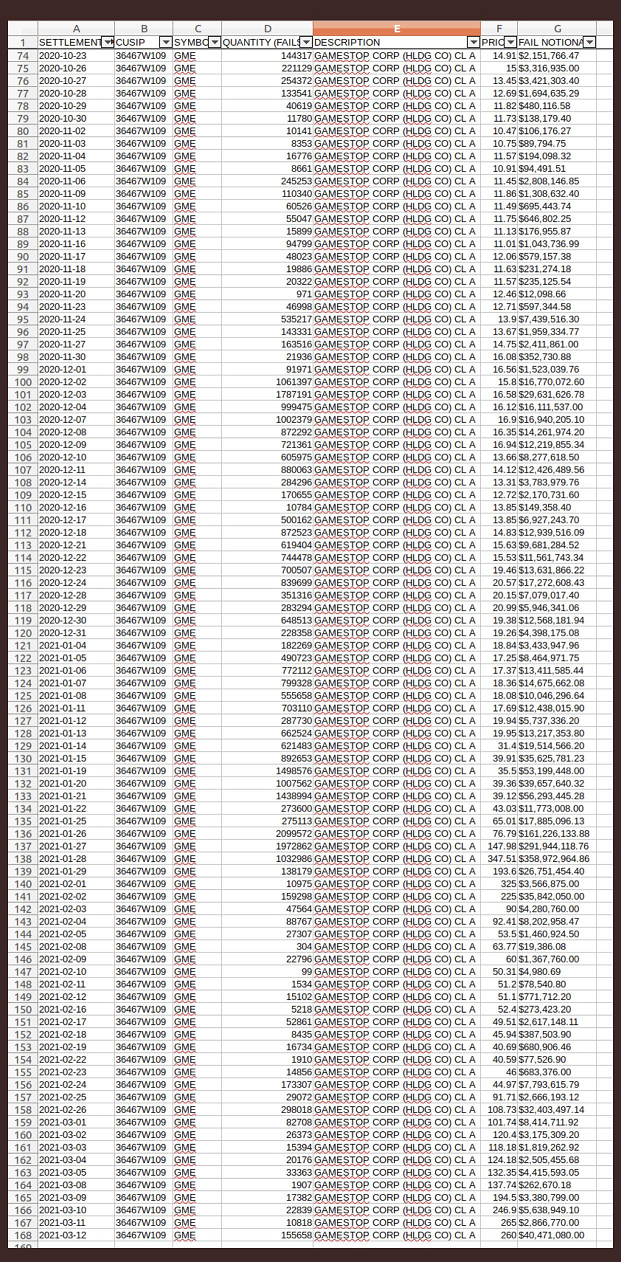 A B C D E F G
1 SETTLEMENT CUSIP SYMBO QUANTITY (FAILS DESCRIPTION PRIC FAIL NOTIONA
74 2020-10-23 36467W109 GME 144317 GAMESTOP CORP (HLDG CO) CL A 14.91 $2,151,766.47
75 2020-10-26 36467W109 GME 221129 GAMESTOP CORP (HLDG CO) CL A 15 $3,316,935.00
76 2020-10-27 36467W109 GME 254372 GAMESTOP CORP (HLDG CO) CL A 13.45 $3,421,303.40
77 2020-10-28 36467W109 GME 133541 GAMESTOP CORP (HLDG CO) CL A 12.69 $1,694,635.29
78 2020-10-29 36467W109 GME 40619 GAMESTOP CORP (HLDG CO) CL A 11.82 $480,116.58
79 2020-10-30 36467W109 GME 11780 GAMESTOP CORP (HLDG CO) CL A 11.73 $138,179.40
80 2020-11-02 36467W109 GME 10141 GAMESTOP CORP (HLDG CO) CL A 10.47 $106,176.27
81 2020-11-03 36467W109 GME 8353 GAMESTOP CORP (HLDG CO) CL A 10.75 $89,794.75
82 2020-11-04 36467W109 GME 16776 GAMESTOP CORP (HLDG CO) CL A 11.57 $194,098.32
83 2020-11-05 36467W109 GME 8661 GAMESTOP CORP (HLDG CO) CL A 10.91 $94,491.51
84 2020-11-06 36467W109 GME 245253 GAMESTOP CORP (HLDG CO) CL A 11.45 $2,808,146.85
85 2020-11-09 36467W109 GME 110340 GAMESTOP CORP (HLDG CO) CL A 11.86 $1,308,632.40
86 2020-11-10 36467W109 GME 60526 GAMESTOP CORP (HLDG CO) CL A 11.49 $695,443.74
87 2020-11-12 36467W109 GME 55047 GAMESTOP CORP (HLDG CO) CL A 11.75 $646,802.25
88 2020-11-13 36467W109 GME 15899 GAMESTOP CORP (HLDG CO) CL A 11.13 $176,955.87
89 2020-11-16 36467W109 GME 94799 GAMESTOP CORP (HLDG CO) CL A 11.01 $1,043,736.99
90 2020-11-17 36467W109 GME 48023 GAMESTOP CORP (HLDG CO) CL A 12.06 $579,157.38
91 2020-11-18 36467W109 GME 19886 GAMESTOP CORP (HLDG CO) CL A 11.63 $231,274.18
92 2020-11-19 36467W109 GME 20322 GAMESTOP CORP (HLDG CO) CL A 11.57 $235,125.54
93 2020-11-20 36467W109 GME 971 GAMESTOP CORP (HLDG CO) CL A 12.46 $12,098.66
94 2020-11-23 36467W109 GME 46998 GAMESTOP CORP (HLDG CO) CL A 12.71 $597,344.58
95 2020-11-24 36467W109 GME 535217 GAMESTOP CORP (HLDG CO) CL A 13.9 $7,439,516.30
96 2020-11-25 36467W109 GME 143331 GAMESTOP CORP (HLDG CO) CL A 13.67 $1,959,334.77
97 2020-11-27 36467W109 GME 163516 GAMESTOP CORP (HLDG CO) CL A 14.75 $2,411,861.00
98 2020-11-30 36467W109 GME 21936 GAMESTOP CORP (HLDG CO) CL A 16.08 $352,730.88
99 2020-12-01 36467W109 GME 91971 GAMESTOP CORP (HLDG CO) CL A 16.56 $1,523,039.76
100 2020-12-02 36467W109 GME 1061397 GAMESTOP CORP (HLDG CO) CL A 15.8 $16,770,072.60
101 2020-12-03 36467W109 GME 1787191 GAMESTOP CORP (HLDG CO) CL A 16.58 $29,631,626.78
102 2020-12-04 36467W109 GME 999475 GAMESTOP CORP (HLDG CO) CL A 16.12 $16,111,537.00
103 2020-12-07 36467W109 GME 1002379 GAMESTOP CORP (HLDG CO) CL A 16.9 $16,940,205.10
104 2020-12-08 36467W109 GME 872292 GAMESTOP CORP (HLDG CO) CL A 16.35 $14,261,974.20
105 2020-12-09 36467W109 GME 721361 GAMESTOP CORP (HLDG CO) CL A 16.94 $12,219,855.34
106 2020-12-10 36467W109 GME 605975 GAMESTOP CORP (HLDG CO) CL A 13.66 $8,277,618.50
107 2020-12-11 36467W109 GME 880063 GAMESTOP CORP (HLDG CO) CL A 14.12 $12,426,489.56
108 2020-12-14 36467W109 GME 284296 GAMESTOP CORP (HLDG CO) CL A 13.31 $3,783,979.76
109 2020-12-15 36467W109 GME 170655 GAMESTOP CORP (HLDG CO) CL A 12.72 $2,170,731.60
110 2020-12-16 36467W109 GME 10784 GAMESTOP CORP (HLDG CO) CL A 13.85 $149,358.40
111 2020-12-17 36467W109 GME 500162 GAMESTOP CORP (HLDG CO) CL A 13.85 $6,927,243.70
112 2020-12-18 36467W109 GME 872523 GAMESTOP CORP (HLDG CO) CL A 14.83 $12,939,516.09
113 2020-12-21 36467W109 GME 619404 GAMESTOP CORP (HLDG CO) CL A 15.63 $9,681,284.52
114 2020-12-22 36467W109 GME 744478 GAMESTOP CORP (HLDG CO) CL A 15.53 $11,561,743.34
115 2020-12-23 36467W109 GME 700507 GAMESTOP CORP (HLDG CO) CL A 19.46 $13,631,866.22
116 2020-12-24 36467W109 GME 839699 GAMESTOP CORP (HLDG CO) CL A 20.57 $17,272,608.43
117 2020-12-28 36467W109 GME 351316 GAMESTOP CORP (HLDG CO) CL A 20.15 $7,079,017.40
118 2020-12-29 36467W109 GME 283294 GAMESTOP CORP (HLDG CO) CL A 20.99 $5,946,341.06
119 2020-12-30 36467W109 GME 648513 GAMESTOP CORP (HLDG CO) CL A 19.38 $12,568,181.94
120 2020-12-31 36467W109 GME 228358 GAMESTOP CORP (HLDG CO) CL A 19.26 $4,398,175.08
121 2021-01-04 36467W109 GME 182269 GAMESTOP CORP (HLDG CO) CL A 18.84 $3,433,947.96
122 2021-01-05 36467W109 GME 490723 GAMESTOP CORP (HLDG CO) CL A 17.25 $8,464,971.75
123 2021-01-06 36467W109 GME 772112 GAMESTOP CORP (HLDG CO) CL A 17.37 $13,411,585.44
124 2021-01-07 36467W109 GME 799328 GAMESTOP CORP (HLDG CO) CL A 18.36 $14,675,662.08
125 2021-01-08 36467W109 GME 555658 GAMESTOP CORP (HLDG CO) CL A 18.08 $10,046,296.64
126 2021-01-11 36467W109 GME 703110 GAMESTOP CORP (HLDG CO) CL A 17.69 $12,438,015.90
127 2021-01-12 36467W109 GME 287730 GAMESTOP CORP (HLDG CO) CL A 19.94 $5,737,336.20
128 2021-01-13 36467W109 GME 662524 GAMESTOP CORP (HLDG CO) CL A 19.95 $13,217,353.80
129 2021-01-14 36467W109 GME 621483 GAMESTOP CORP (HLDG CO) CL A 31.4 $19,514,566.20
130 2021-01-15 36467W109 GME 892653 GAMESTOP CORP (HLDG CO) CL A 39.91 $35,625,781.23
131 2021-01-19 36467W109 GME 1498576 GAMESTOP CORP (HLDG CO) CL A 35.5 $53,199,448.00
132 2021-01-20 36467W109 GME 1007562 GAMESTOP CORP (HLDG CO) CL A 39.36 $39,657,640.32
133 2021-01-21 36467W109 GME 1438994 GAMESTOP CORP (HLDG CO) CL A 39.12 $56,293,445.28
134 2021-01-22 36467W109 GME 273600 GAMESTOP CORP (HLDG CO) CL A 43.03 $11,773,008.00
135 2021-01-25 36467W109 GME 275113 GAMESTOP CORP (HLDG CO) CL A 65.01 $17,885,096.13
136 2021-01-26 36467W109 GME 2099572 GAMESTOP CORP (HLDG CO) CL A 76.79 $161,226,133.88
137 2021-01-27 36467W109 GME 1972862 GAMESTOP CORP (HLDG CO) CL A 147.98 $291,944,118.76
138 2021-01-28 36467W109 GME 1032986 GAMESTOP CORP (HLDG CO) CL A 347.51 $358,972,964.86
139 2021-01-29 36467W109 GME 138179 GAMESTOP CORP (HLDG CO) CL A 193.6 $26,751,454.40
140 2021-02-01 36467W109 GME 10975 GAMESTOP CORP (HLDG CO) CL A 325 $3,566,875.00
141 2021-02-02 36467W109 GME 159298 GAMESTOP CORP (HLDG CO) CL A 225 $35,842,050.00
142 2021-02-03 36467W109 GME 47564 GAMESTOP CORP (HLDG CO) CL A 90 $4,280,760.00
143 2021-02-04 36467W109 GME 88767 GAMESTOP CORP (HLDG CO) CL A 92.41 $8,202,958.47
144 2021-02-05 36467W109 GME 27307 GAMESTOP CORP (HLDG CO) CL A 53.5 $1,460,924.50
145 2021-02-08 36467W109 GME 304 GAMESTOP CORP (HLDG CO) CL A 63.77 $19,386.08
146 2021-02-09 36467W109 GME 22796 GAMESTOP CORP (HLDG CO) CL A 60 $1,367,760.00
147 2021-02-10 36467W109 GME 99 GAMESTOP CORP (HLDG CO) CL A 50.31 $4,980.69
148 2021-02-11 36467W109 GME 1534 GAMESTOP CORP (HLDG CO) CL A 51.2 $78,540.80
149 2021-02-12 36467W109 GME 15102 GAMESTOP CORP (HLDG CO) CL A 51.1 $771,712.20
150 2021-02-16 36467W109 GME 5218 GAMESTOP CORP (HLDG CO) CL A 52.4 $273,423.20
151 2021-02-17 36467W109 GME 52861 GAMESTOP CORP (HLDG CO) CL A 49.51 $2,617,148.11
152 2021-02-18 36467W109 GME 8435 GAMESTOP CORP (HLDG CO) CL A 45.94 $387,503.90
153 2021-02-19 36467W109 GME 16734 GAMESTOP CORP (HLDG CO) CL A 40.69 $680,906.46
154 2021-02-22 36467W109 GME 1910 GAMESTOP CORP (HLDG CO) CL A 40.59 $77,526.90
155 2021-02-23 36467W109 GME 14856 GAMESTOP CORP (HLDG CO) CL A 46 $683,376.00
156 2021-02-24 36467W109 GME 173307 GAMESTOP CORP (HLDG CO) CL A 44.97 $7,793,615.79
157 2021-02-25 36467W109 GME 29072 GAMESTOP CORP (HLDG CO) CL A 91.71 $2,666,193.12
158 2021-02-26 36467W109 GME 298018 GAMESTOP CORP (HLDG CO) CL A 108.73 $32,403,497.14
159 2021-03-01 36467W109 GME 82708 GAMESTOP CORP (HLDG CO) CL A 101.74 $8,414,711.92
160 2021-03-02 36467W109 GME 26373 GAMESTOP CORP (HLDG CO) CL A 120.4 $3,175,309.20
161 2021-03-03 36467W109 GME 15394 GAMESTOP CORP (HLDG CO) CL A 118.18 $1,819,262.92
162 2021-03-04 36467W109 GME 20176 GAMESTOP CORP (HLDG CO) CL A 124.18 $2,505,455.68
163 2021-03-05 36467W109 GME 33363 GAMESTOP CORP (HLDG CO) CL A 132.35 $4,415,593.05
164 2021-03-08 36467W109 GME 1907 GAMESTOP CORP (HLDG CO) CL A 137.74 $262,670.18
165 2021-03-09 36467W109 GME 17382 GAMESTOP CORP (HLDG CO) CL A 194.5 $3,380,799.00
166 2021-03-10 36467W109 GME 22839 GAMESTOP CORP (HLDG CO) CL A 246.9 $5,638,949.10
167 2021-03-11 36467W109 GME 10818 GAMESTOP CORP (HLDG CO) CL A 265 $2,866,770.00
168 2021-03-12 36467W109 GME 155658 GAMESTOP CORP (HLDG CO) CL A 260 $40,471,080.00